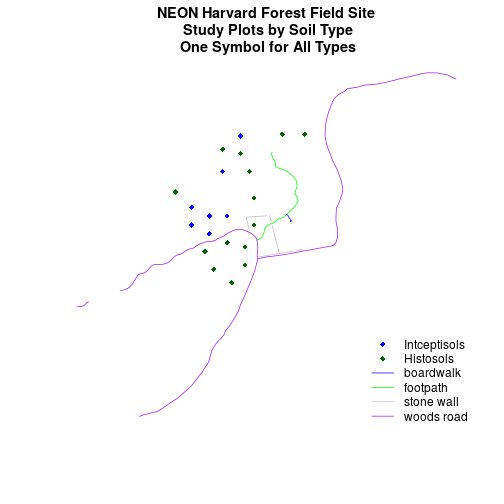 NEON Harvard Forest Field Site
Study Plots by Soil Type
One Symbol for All Types
Intceptisols
Histosols
boardwalk
footpath
stone wall
woods road